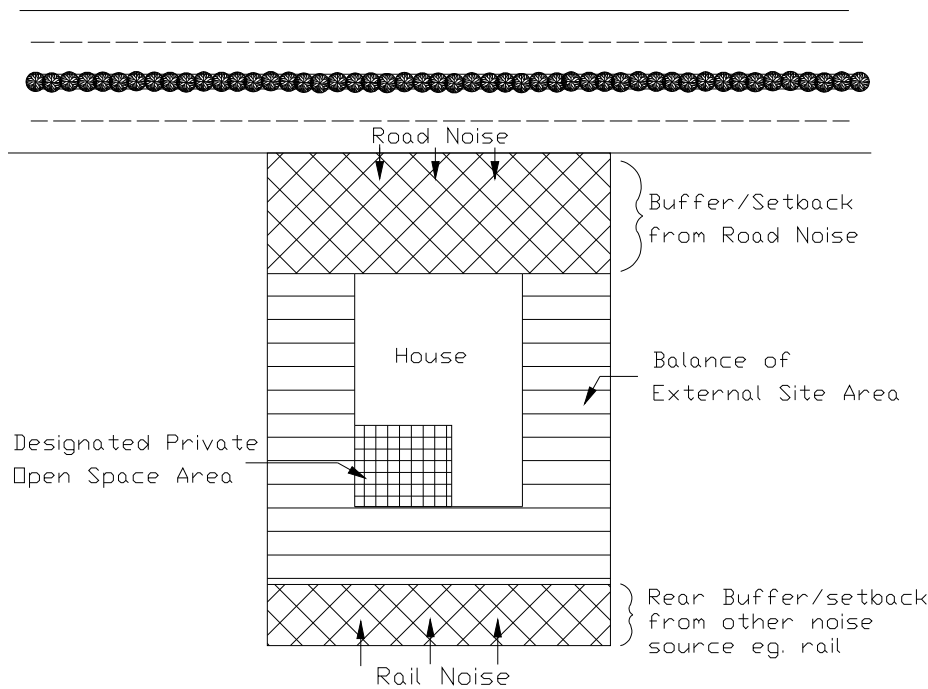 Road Noise
Buffer/Setback
from Road Noise
House
Balance of
External Site Area
Designated Private
Open Space Area
Rear Buffer/setback
from other noise
source eg. rail
Rail Noise